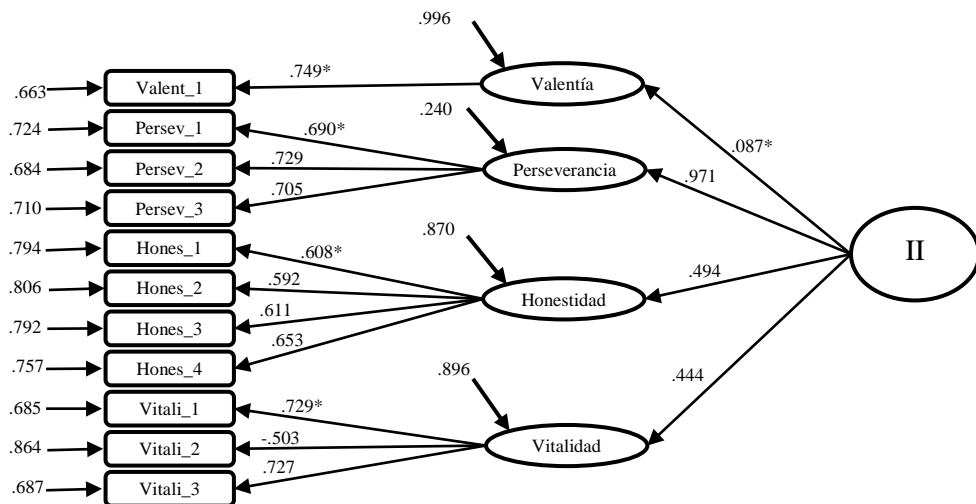 .996
.663 Valent_1 .749* Valentía
.724 Persev_1 .690* .240 .087*
.684 Persev_2 .729 Perseverancia .971
.710 Persev_3 .705
.794 Hones_1 .608* .870 II
.806 Hones_2 .592 Honestidad .494
.792 Hones_3 .611
.757 Hones_4 .653
.685 Vitali_1 .729* .896 .444
.864 Vitali_2 -.503 Vitalidad
.687 Vitali_3 .727